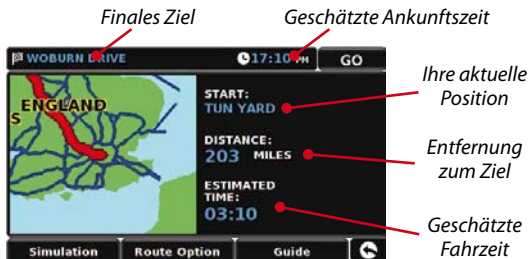 Finales Ziel
Geschätzte Ankunftszeit
WOBURN DRIVE
17:10 PM
GO
Ihre aktuelle
Position
ENGLAND
S
START:
TUN YARD
DISTANCE:
203 MILES
Entfernung
zum Ziel
ESTIMATED
TIME:
03:10
Geschätzte
Fahrzeit
Simulation
Route Option
Guide